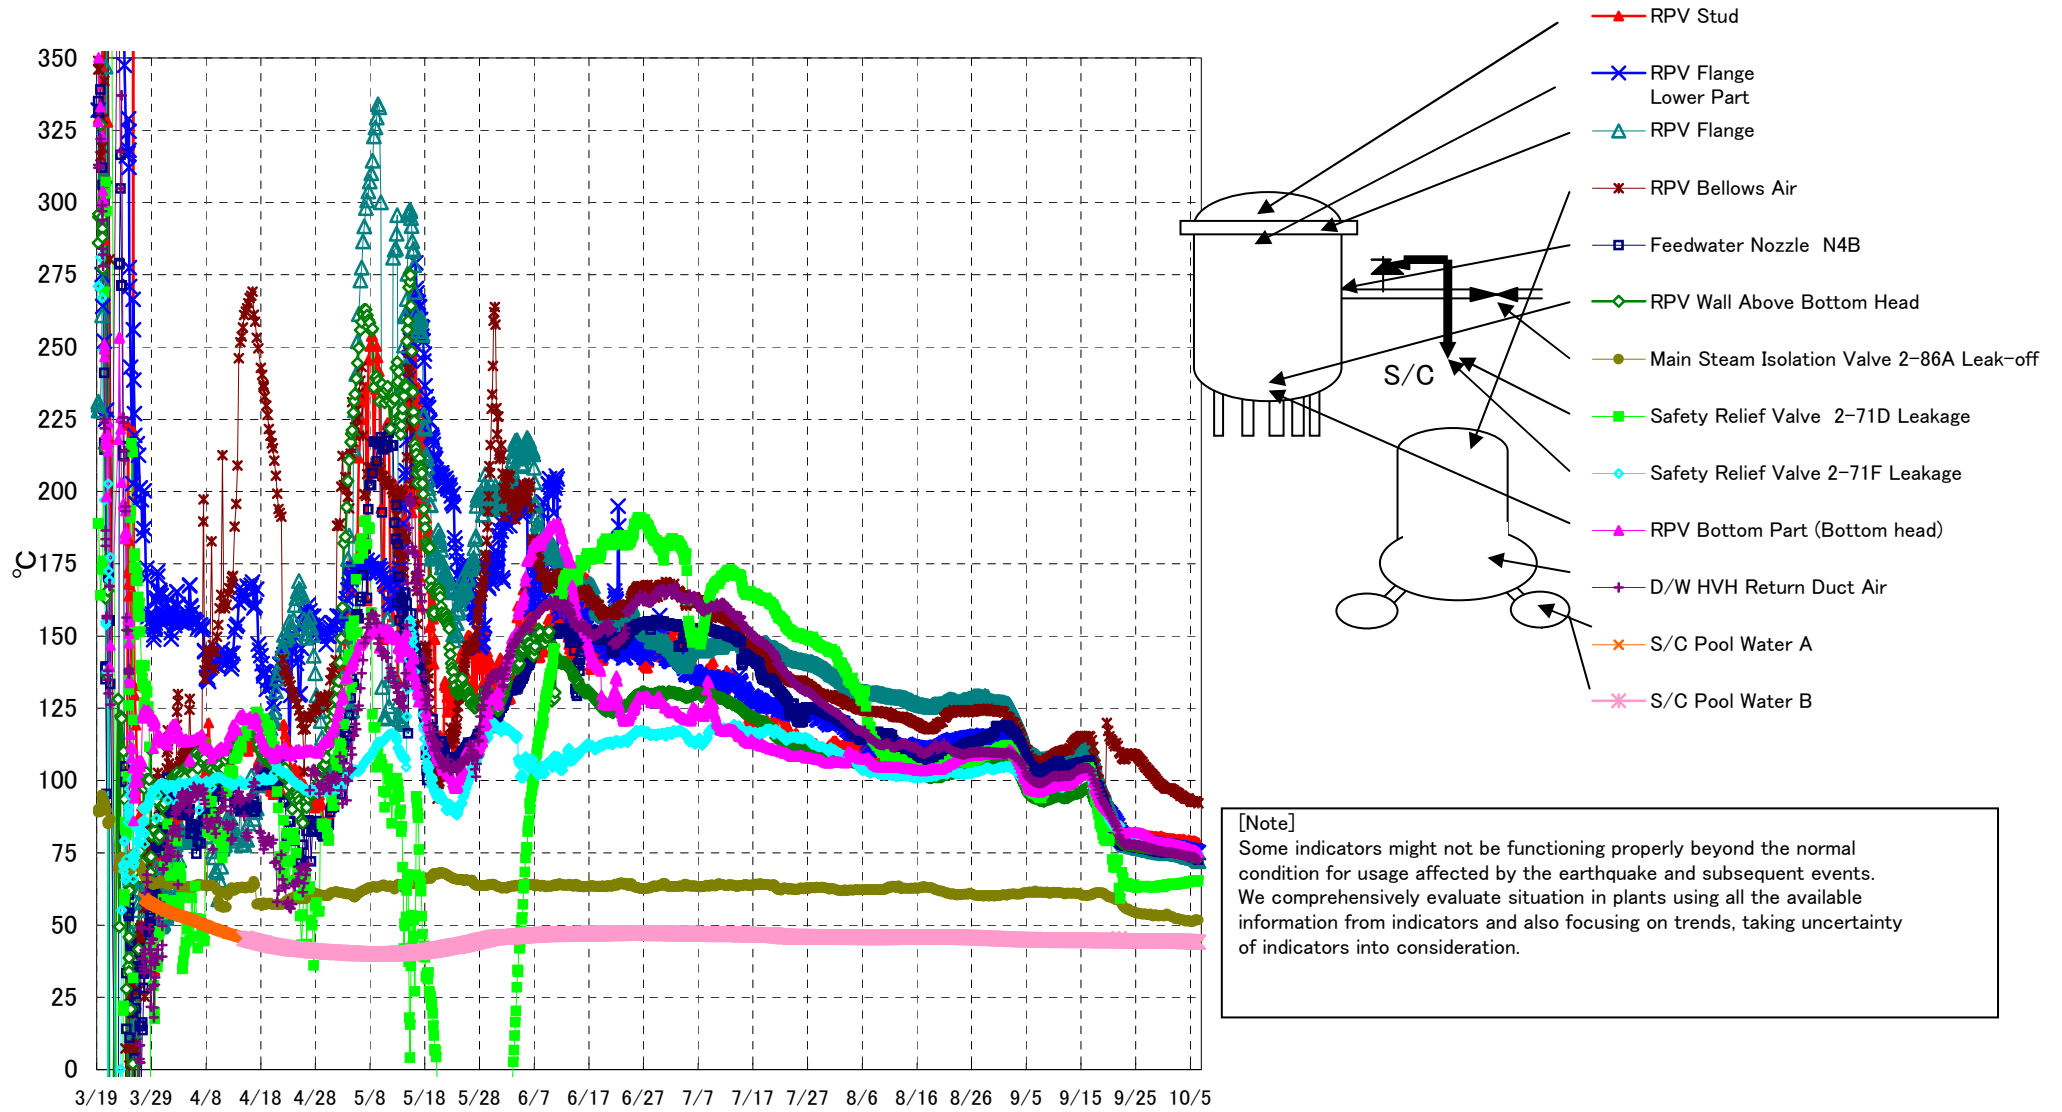 350
325
300
275
250
225
200
175
150
125
100
75
50
25
0
℃
3/19 3/29 4/8 4/18 4/28 5/8 5/18 5/28 6/7 6/17 6/27 7/7 7/17 7/27 8/6 8/16 8/26 9/5 9/15 9/25 10/5
S/C
RPV Stud
RPV Flange
Lower Part
RPV Flange
RPV Bellows Air
Feedwater Nozzle N4B
RPV Wall Above Bottom Head
Main Steam Isolation Valve 2-86A Leak-off
Safety Relief Valve 2-71D Leakage
Safety Relief Valve 2-71F Leakage
RPV Bottom Part (Bottom head)
D/W HVH Return Duct Air
S/C Pool Water A
S/C Pool Water B
[Note]
Some indicators might not be functioning properly beyond the normal
condition for usage affected by the earthquake and subsequent events.
We comprehensively evaluate situation in plants using all the available
information from indicators and also focusing on trends, taking uncertainty
of indicators into consideration.